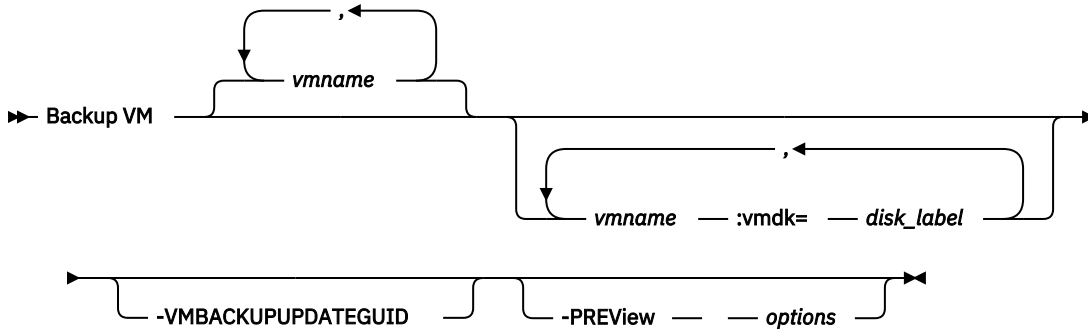 ,
vmname
Backup VM
,
vmname :vmdk= disk_label
-VMBACKUPUPDATEGUID -PREView options